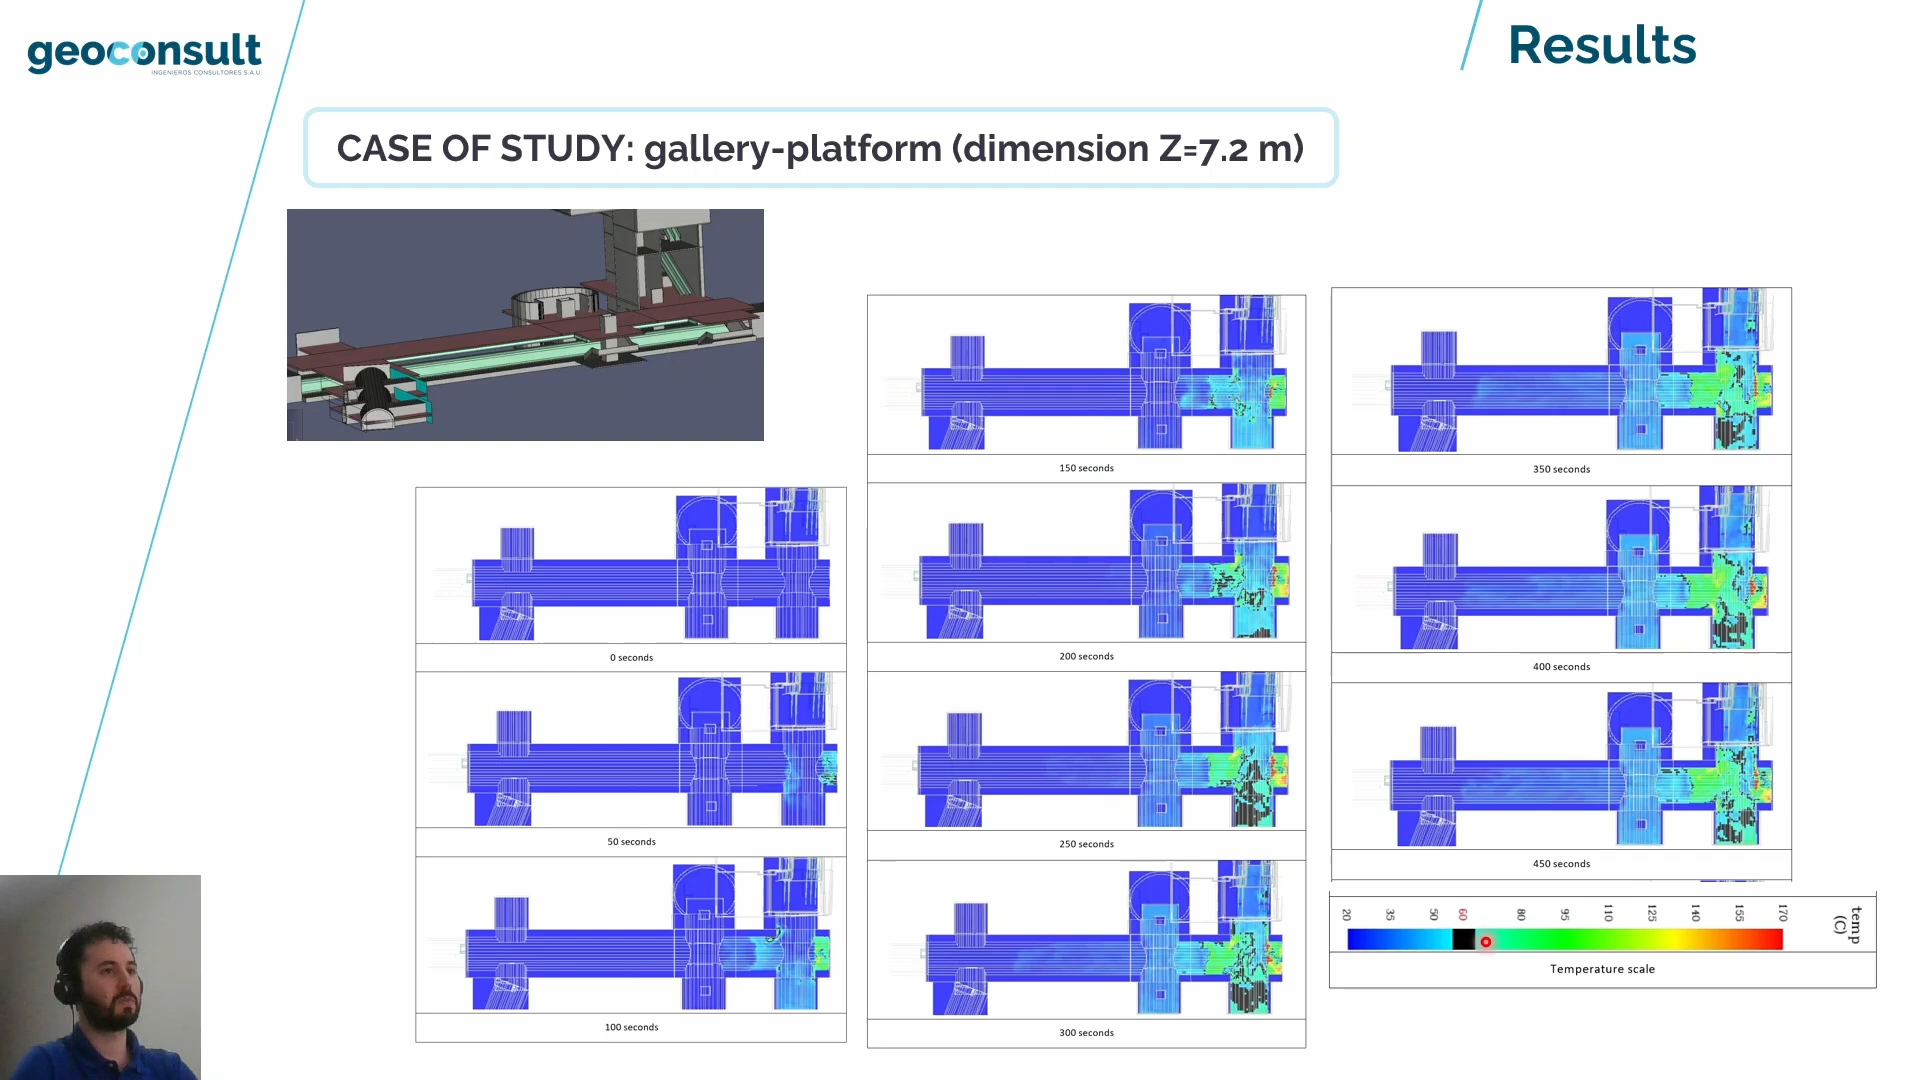 geoconsult
INGENIEROS CONSULTORES S.A.U.
Results
CASE OF STUDY: gallery-platform (dimension Z=7.2 m)
0 seconds
50 seconds
100 seconds
150 seconds
200 seconds
250 seconds
300 seconds
350 seconds
400 seconds
450 seconds
20 35 50 60 80 95 110 125 140 155 170
temp
(C)
Temperature scale